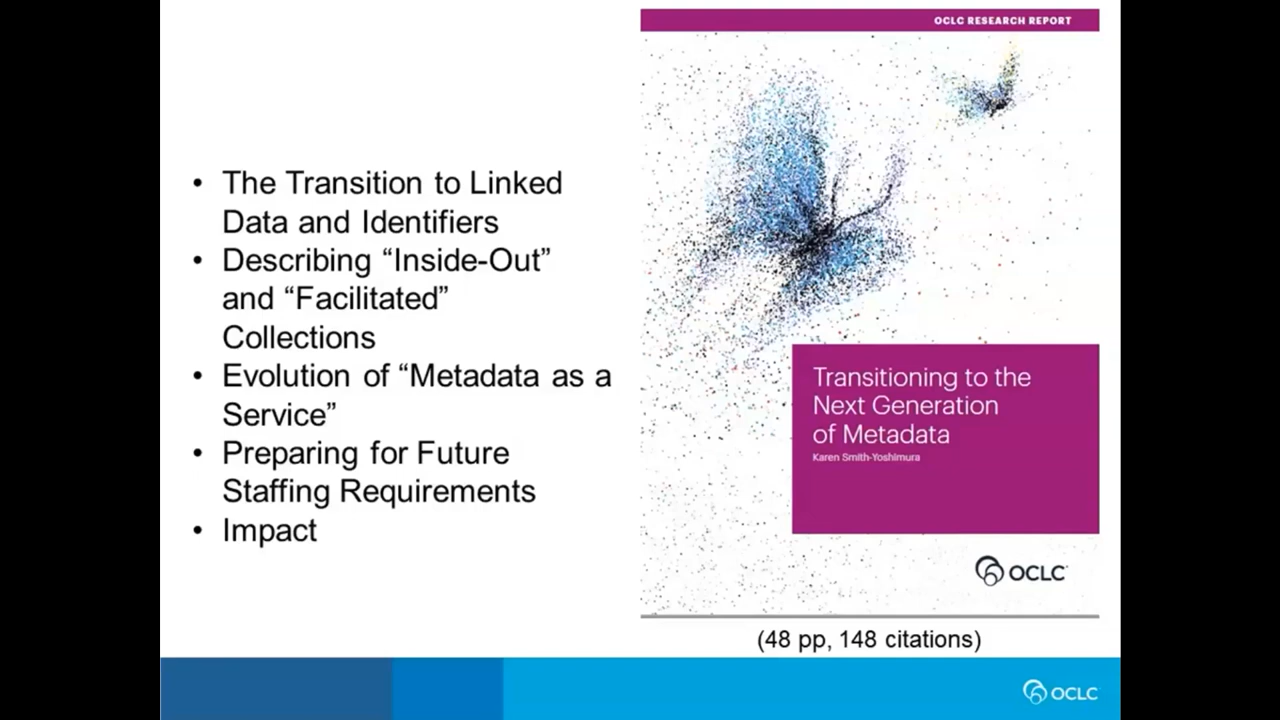 • The Transition to Linked
Data and Identifiers
• Describing “Inside-Out”
and “Facilitated”
Collections
• Evolution of “Metadata as a
Service”
• Preparing for Future
Staffing Requirements
• Impact
OCLC RESEARCH REPORT
Transitioning to the
Next Generation
of Metadata
Karen Smith-Yoshimura
OCLC
(48 pp, 148 citations)
OCLC